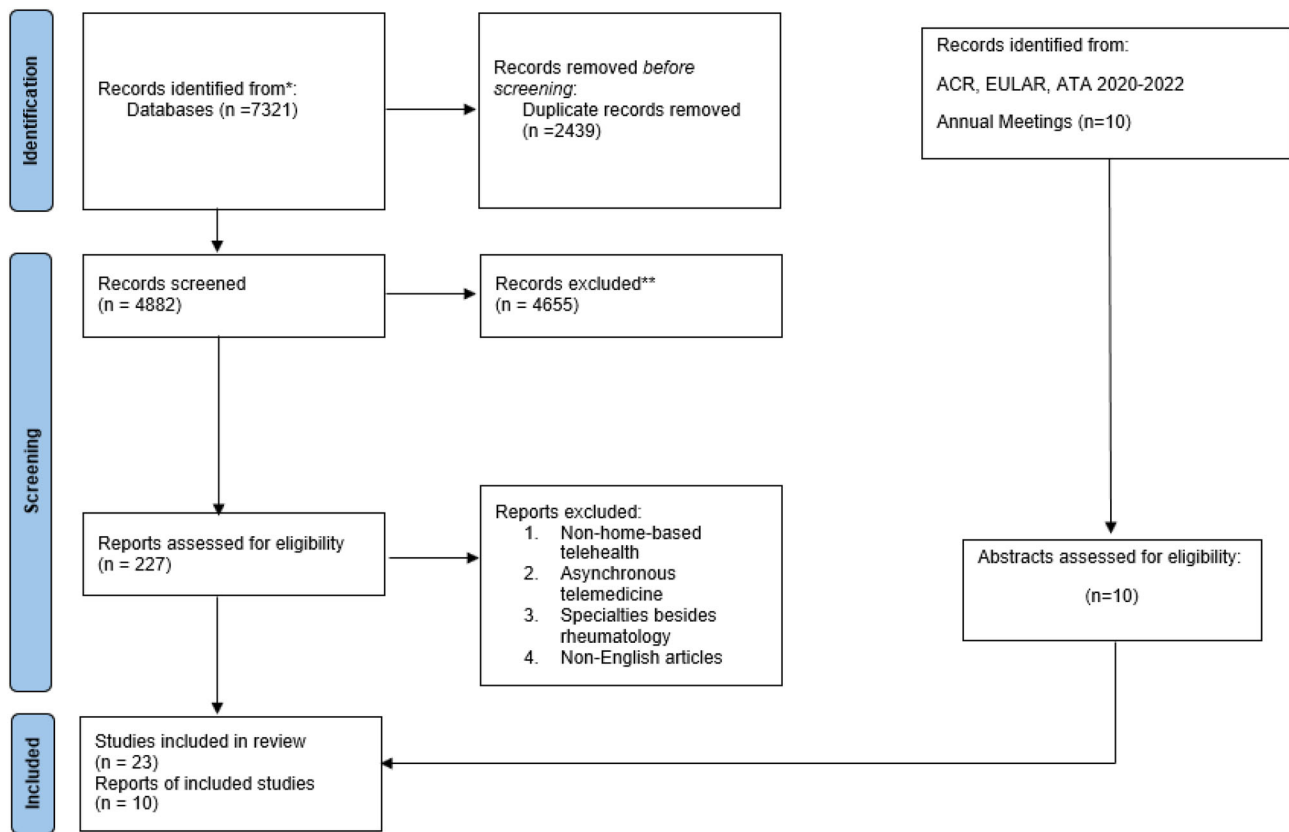 Identification
Records identified from*:
Databases (n =7321)
Records removed before
screening:
Duplicate records removed
(n =2439)
Records identified from:
ACR, EULAR, ATA 2020-2022
Annual Meetings (n=10)
Screening
Records screened
(n = 4882)
Records excluded**
(n = 4655)
Reports assessed for eligibility
(n = 227)
Reports excluded:
1. Non-home-based
telehealth
2. Asynchronous
telemedicine
3. Specialties besides
rheumatology
4. Non-English articles
Abstracts assessed for eligibility:
(n=10)
Included
Studies included in review
(n = 23)
Reports of included studies
(n = 10)